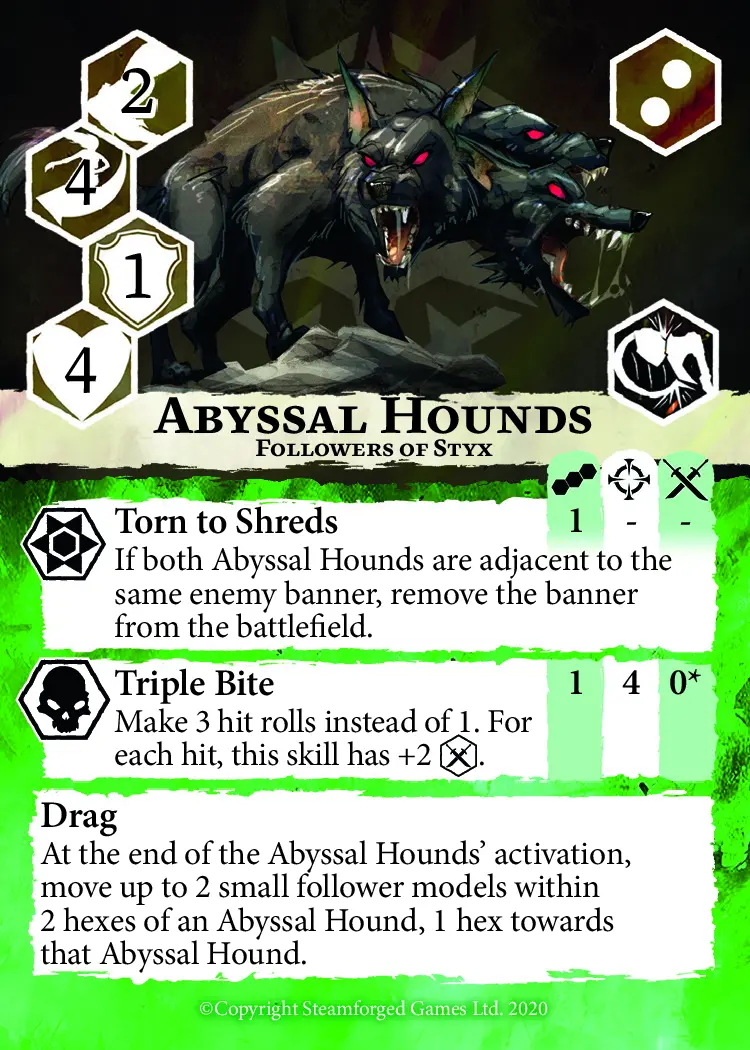 2
4
1
4
Abyssal Hounds
Followers of Styx
Torn to Shreds 1 - -
If both Abyssal Hounds are adjacent to the
same enemy banner, remove the banner
from the battlefield.
Triple Bite 1 4 0*
Make 3 hit rolls instead of 1. For
each hit, this skill has +2 .
Drag
At the end of the Abyssal Hounds’ activation,
move up to 2 small follower models within
2 hexes of an Abyssal Hound, 1 hex towards
that Abyssal Hound.
©Copyright Steamforged Games Ltd. 2020